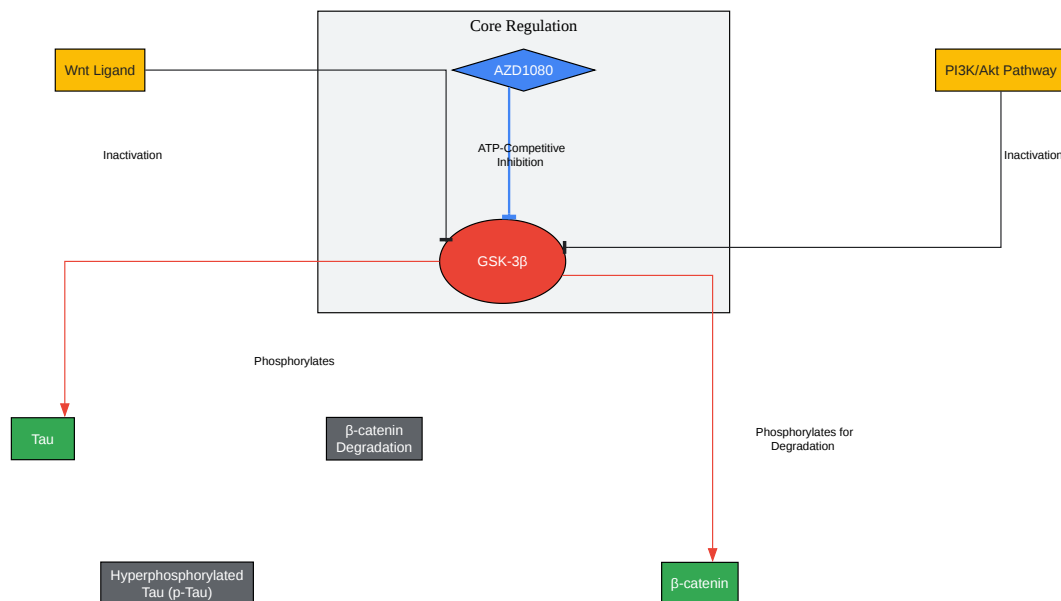 Core Regulation
Wnt Ligand
AZD1080
PI3K/Akt Pathway
Inactivation
ATP-Competitive
Inhibition
Inactivation
GSK-3β
Phosphorylates
Tau
β-catenin
Degradation
Phosphorylates for
Degradation
Hyperphosphorylated
Tau (p-Tau)
β-catenin